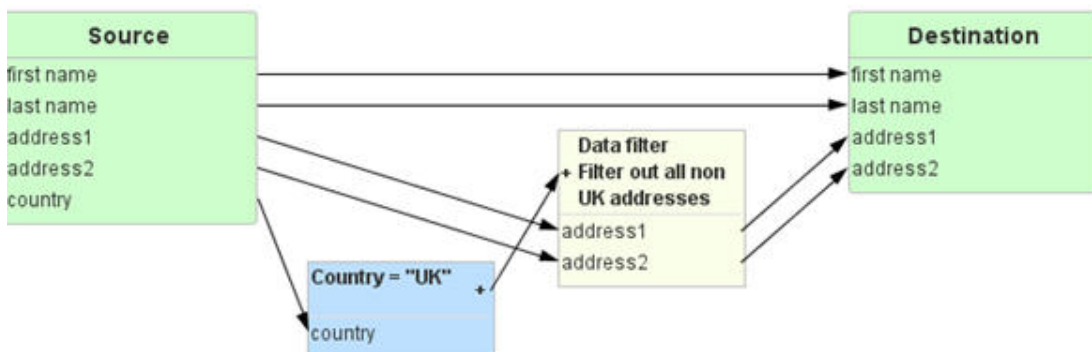 Source
first name
last name
address1
address2
country
Country = "UK"
+
country
Data filter
+ Filter out all non
UK addresses
address1
address2
Destination
first name
last name
address1
address2